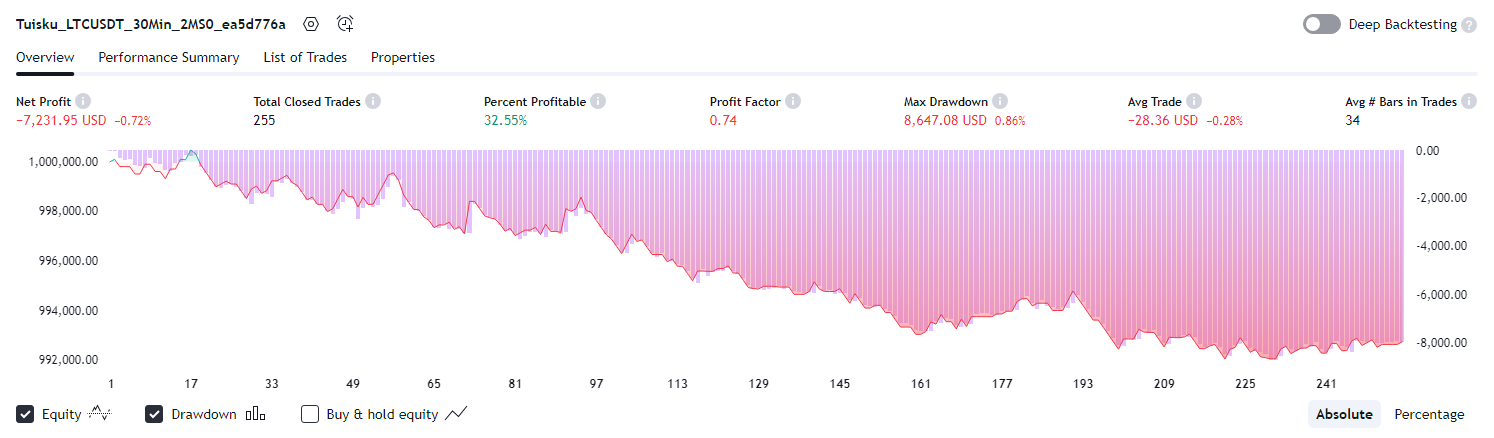 Tuisku_LTCUSDT_30Min_2MS0_ea5d776a
Deep Backtesting ?
Overview Performance Summary List of Trades Properties
Net Profit Total Closed Trades Percent Profitable Profit Factor Max Drawdown Avg Trade Avg # Bars in Trades
−7,231.95 USD −0.72% 255 32.55% 0.74 8,647.08 USD 0.86% −28.36 USD −0.28% 34
1,000,000.00 0.00
998,000.00 -2,000.00
996,000.00 -4,000.00
994,000.00 -6,000.00
992,000.00 -8,000.00
1 17 33 49 65 81 97 113 129 145 161 177 193 209 225 241
Equity Drawdown Buy & hold equity Absolute Percentage